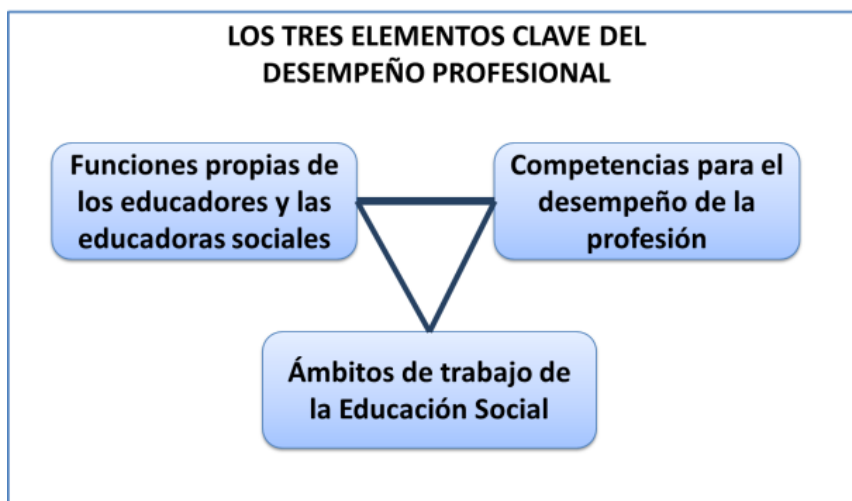 LOS TRES ELEMENTOS CLAVE DEL
DESEMPEÑO PROFESIONAL
Funciones propias de
los educadores y las
educadoras sociales
Competencias para el
desempeño de la
profesión
Ámbitos de trabajo de
la Educación Social